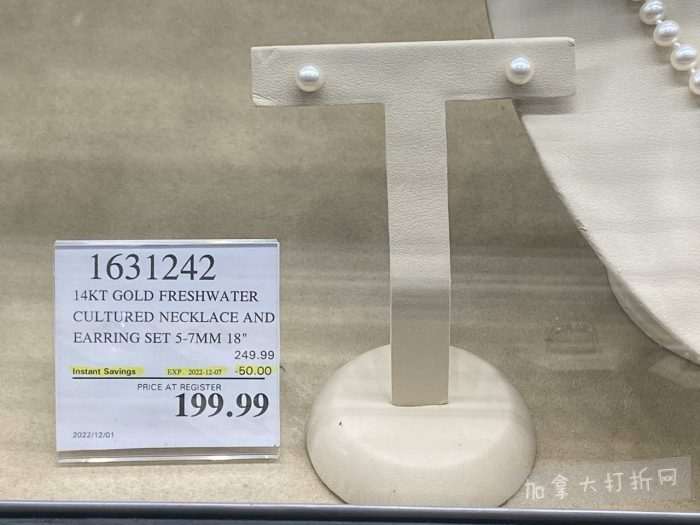 1631242
14KT GOLD FRESHWATER
CULTURED NECKLACE AND
EARRING SET 5-7MM 18"
249.99
Instant Savings EXP. 2022-12-07 -50.00
PRICE AT REGISTER
199.99
2022/12/01
加拿大打折网